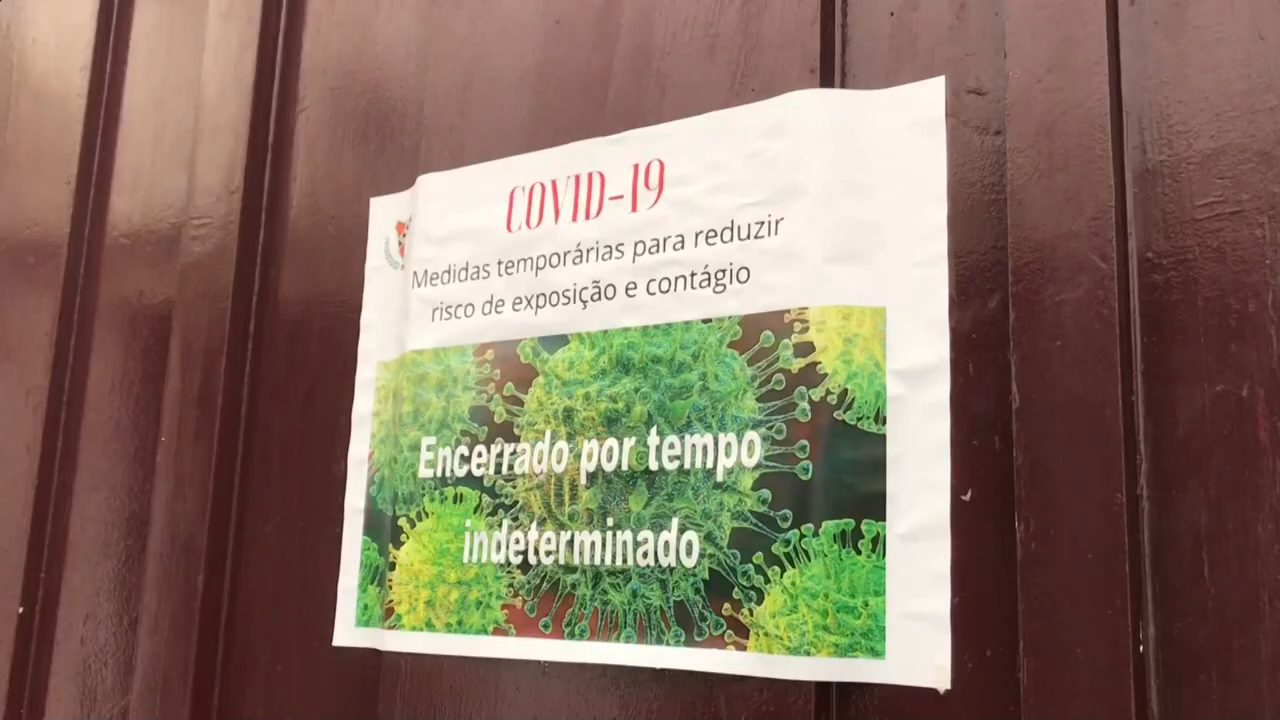 COVID-19
Medidas temporárias para reduzir
risco de exposição e contágio
Encerrado por tempo
indeterminado